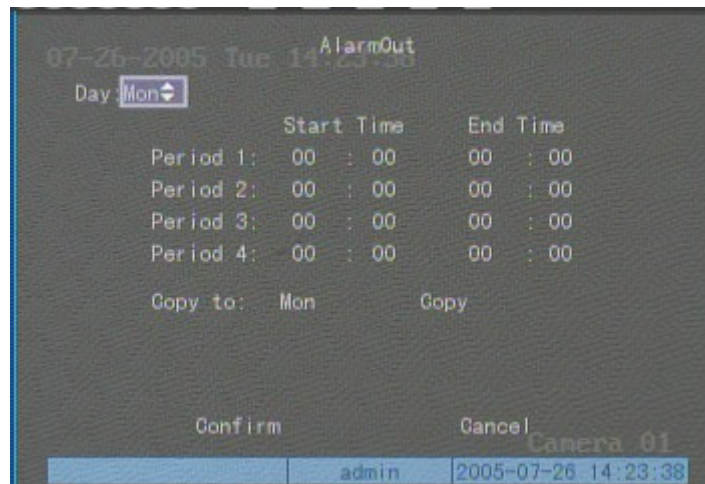 AlarmOut
07-26-2005 Tue 14:23:38
Day: Mon
Start Time End Time
Period 1: 00 : 00 00 : 00
Period 2: 00 : 00 00 : 00
Period 3: 00 : 00 00 : 00
Period 4: 00 : 00 00 : 00
Copy to: Mon Copy
Confirm Cancel
Camera 01
admin 2005-07-26 14:23:38